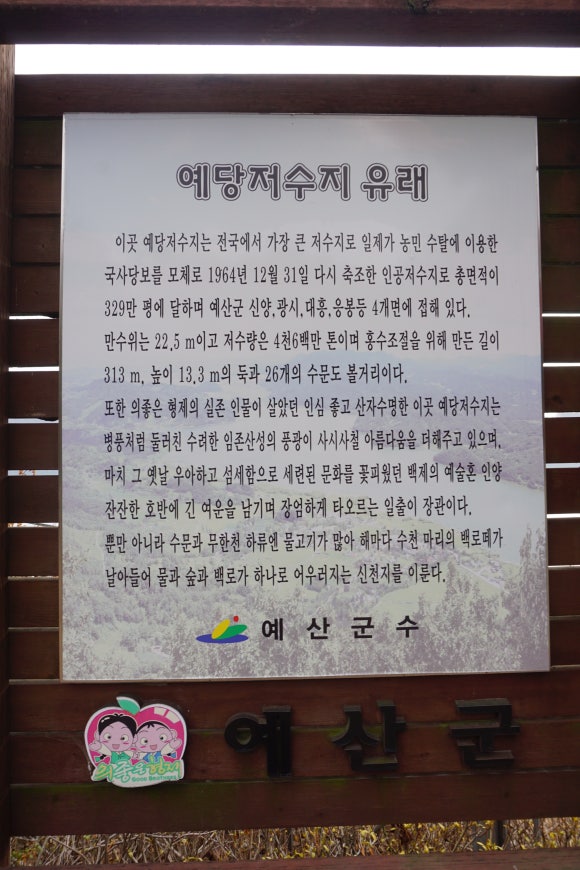 예당저수지 유래
이곳 예당저수지는 전국에서 가장 큰 저수지로 일제가 농민 수탈에 이용한
국사당보를 모체로 1964년 12월 31일 다시 축조한 인공저수지로 총면적이
329만 평에 달하며 예산군 신양,광시,대흥,응봉등 4개면에 접해 있다.
만수위는 22.5 m이고 저수량은 4천6백만 톤이며 홍수조절을 위해 만든 길이
313 m, 높이 13.3 m의 둑과 26개의 수문도 볼거리이다.
또한 의좋은 형제의 실존 인물이 살았던 인심 좋고 산자수명한 이곳 예당저수지는
병풍처럼 둘러친 수려한 임존산성의 풍광이 사시사철 아름다움을 더해주고 있으며,
마치 그 옛날 우아하고 섬세함으로 세련된 문화를 꽃피웠던 백제의 예술혼 인양
잔잔한 호반에 긴 여운을 남기며 장엄하게 타오르는 일출이 장관이다.
뿐만 아니라 수문과 무한천 하류엔 물고기가 많아 해마다 수천 마리의 백로떼가
날아들어 물과 숲과 백로가 하나로 어우러지는 신천지를 이룬다.
예산군수
의좋은형제
Good Brothers
예산군